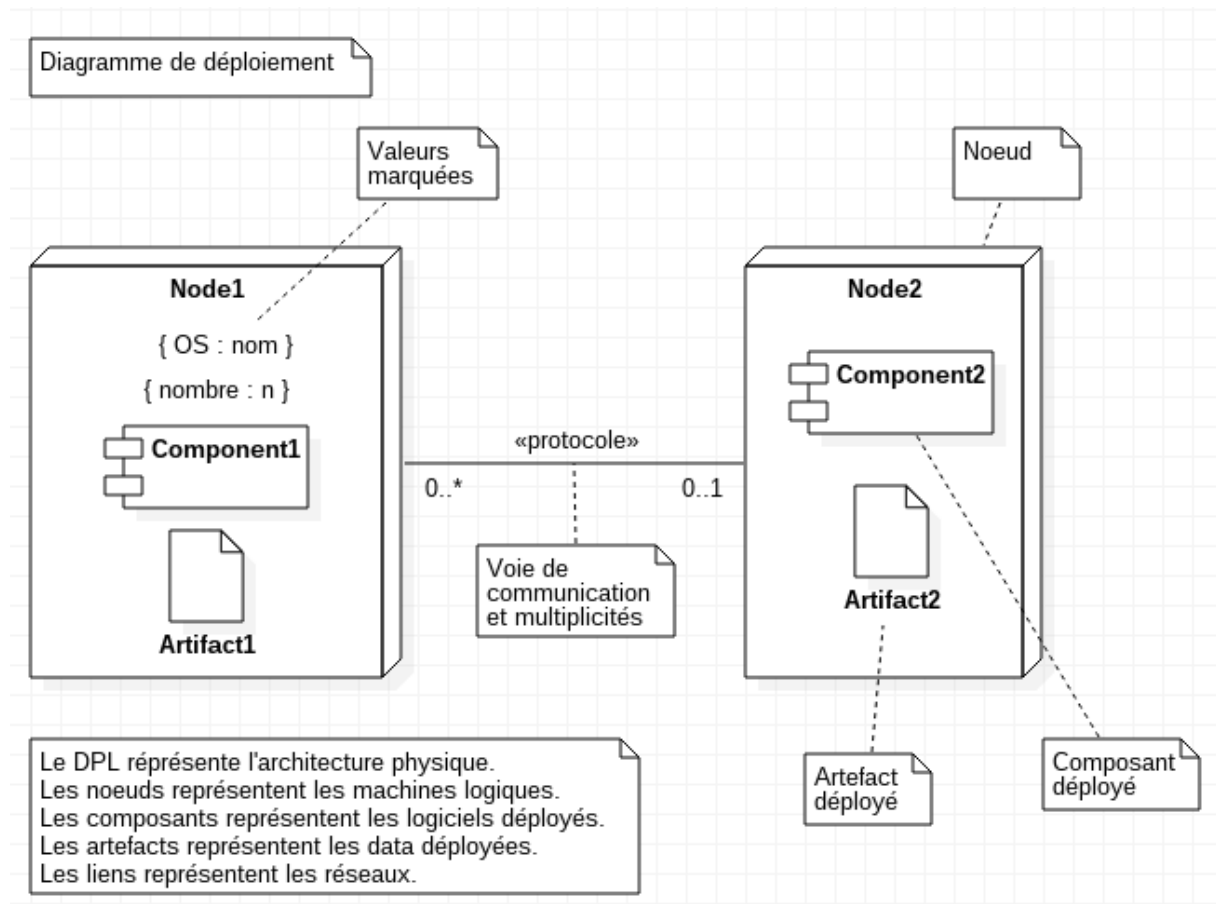 Diagramme de déploiement
Valeurs
marquées
Noeud
Node1
{ OS : nom }
{ nombre : n }
Component1
Artifact1
«protocole»
0..*
0..1
Voie de
communication
et multiplicités
Node2
Component2
Artifact2
Le DPL réprésente l'architecture physique.
Les noeuds représentent les machines logiques.
Les composants représentent les logiciels déployés.
Les artefacts représentent les data déployées.
Les liens représentent les réseaux.
Artefact
déployé
Composant
déployé